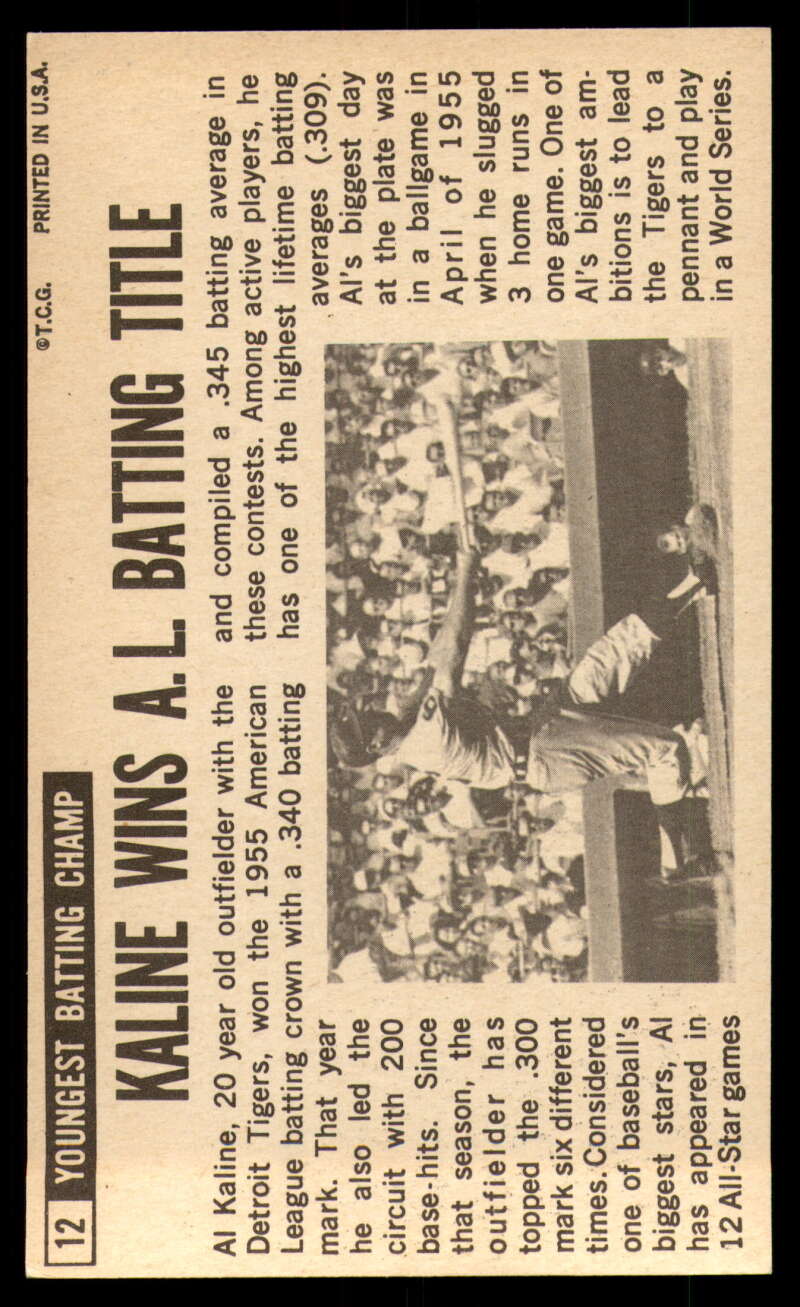 12 YOUNGEST BATTING CHAMP
©T.C.G. PRINTED IN U.S.A.
KALINE WINS A.L. BATTING TITLE
Al Kaline, 20 year old outfielder with the
Detroit Tigers, won the 1955 American
League batting crown with a .340 batting
mark. That year
he also led the
circuit with 200
base-hits. Since
that season, the
outfielder has
topped the .300
mark six different
times. Considered
one of baseball's
biggest stars, Al
has appeared in
12 All-Star games
and compiled a .345 batting average in
these contests. Among active players, he
has one of the highest lifetime batting
averages (.309).
Al's biggest day
at the plate was
in a ballgame in
April of 1955
when he slugged
3 home runs in
one game. One of
Al's biggest am-
bitions is to lead
the Tigers to a
pennant and play
in a World Series.